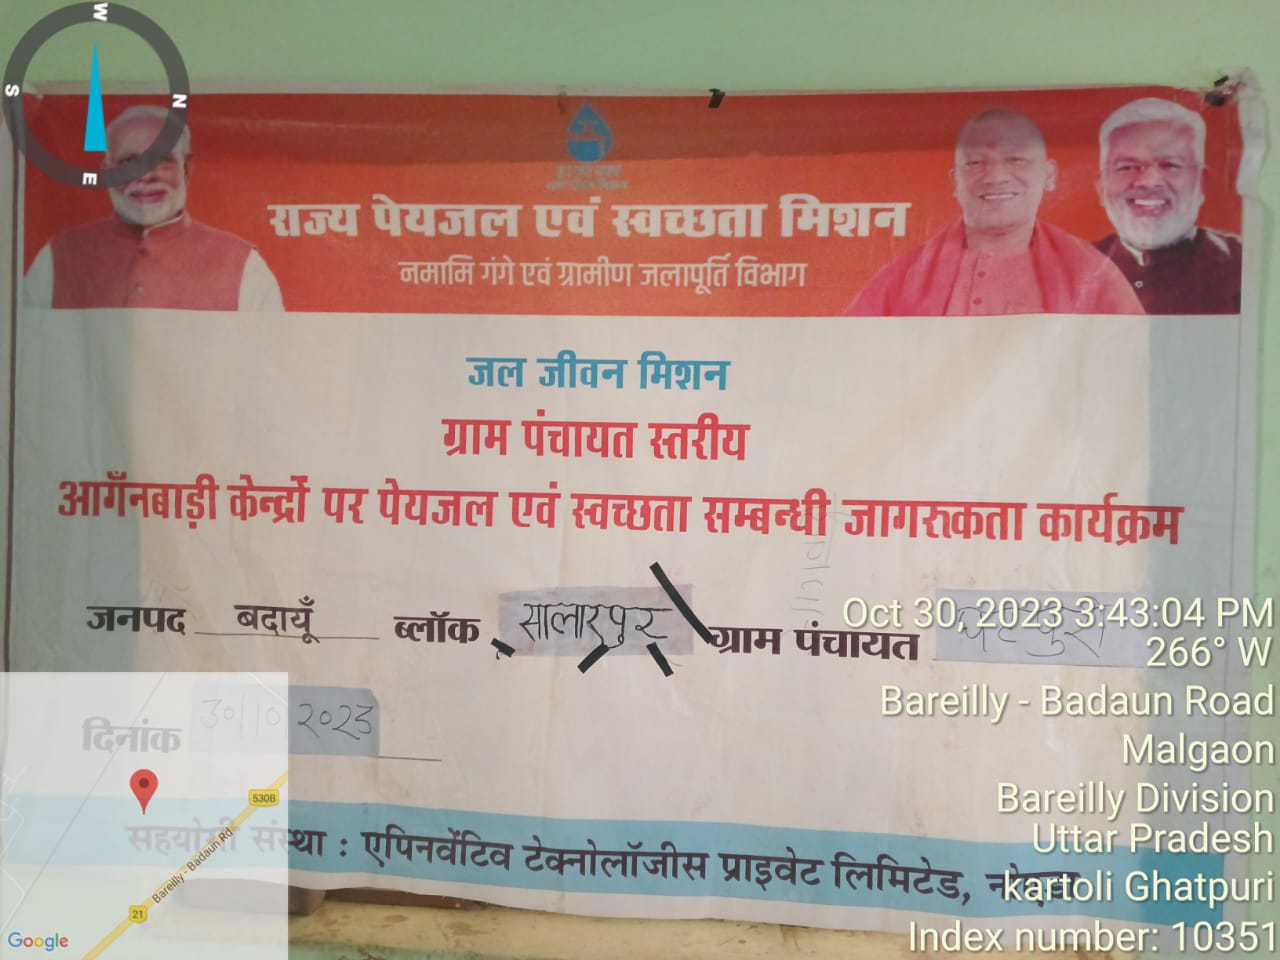 W
S
N
E
राज्य पेयजल एवं स्वच्छता मिशन
नमामि गंगे एवं ग्रामीण जलापूर्ति विभाग
जल जीवन मिशन
ग्राम पंचायत स्तरीय
आगँनबाड़ी केन्द्रों पर पेयजल एवं स्वच्छता सम्बन्धी जागरुकता कार्यक्रम
जनपद बदायूँ ब्लॉक सालारपुर ग्राम पंचायत
दिनांक 30/10/2023
सहयोगी संस्था : एपिनवेंटिव टेक्नोलॉजीस प्राइवेट लिमिटेड, नोएडा
Oct 30, 2023 3:43:04 PM
266° W
Bareilly - Badaun Road
Malgaon
Bareilly Division
Uttar Pradesh
kartoli Ghatpuri
Index number: 10351
530B
Bareilly - Badaun Rd
21
Google